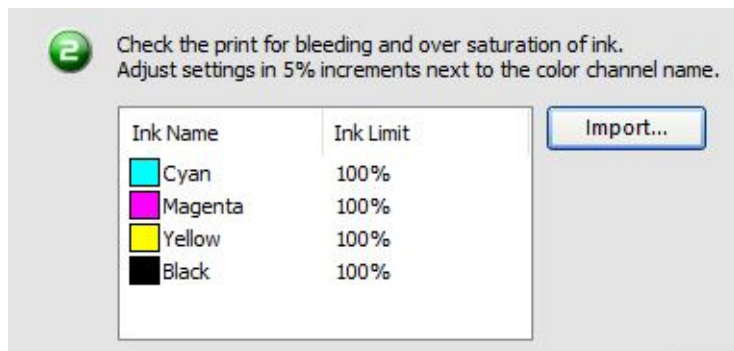 2 Check the print for bleeding and over saturation of ink.
Adjust settings in 5% increments next to the color channel name.
Ink Name Ink Limit Import...
Cyan 100%
Magenta 100%
Yellow 100%
Black 100%